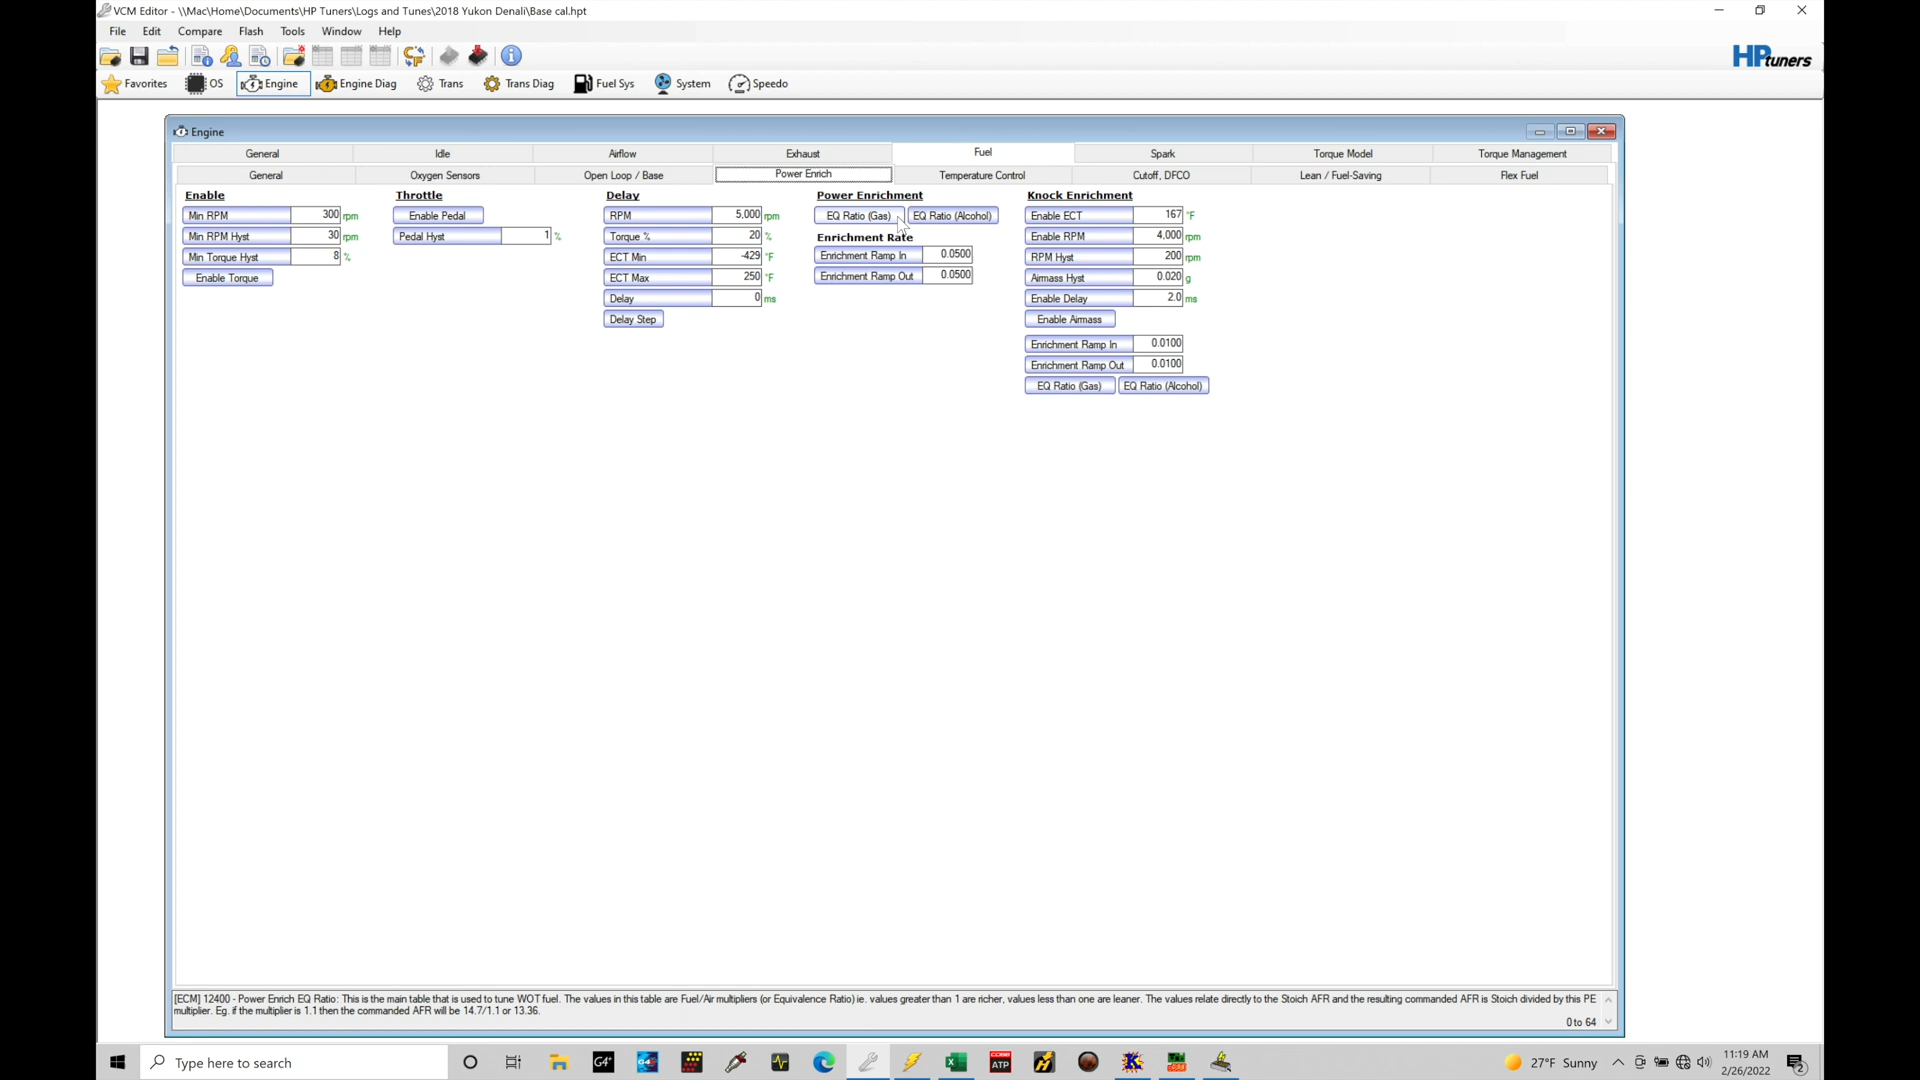 VCM Editor - \\Mac\Home\Documents\HP Tuners\Logs and Tunes\2018 Yukon Denali\Base cal.hpt
File Edit Compare Flash Tools Window Help
HPtuners
Favorites OS Engine Engine Diag Trans Trans Diag Fuel Sys System Speedo
Engine
General Idle Airflow Exhaust Fuel Spark Torque Model Torque Management
General Oxygen Sensors Open Loop / Base Power Enrich Temperature Control Cutoff, DFCO Lean / Fuel-Saving Flex Fuel
Enable
Min RPM 300 rpm
Min RPM Hyst 30 rpm
Min Torque Hyst 8 %
Enable Torque
Throttle
Enable Pedal
Pedal Hyst 1 %
Delay
RPM 5,000 rpm
Torque % 20 %
ECT Min -429 °F
ECT Max 250 °F
Delay 0 ms
Delay Step
Power Enrichment
EQ Ratio (Gas) EQ Ratio (Alcohol)
Enrichment Rate
Enrichment Ramp In 0.0500
Enrichment Ramp Out 0.0500
Knock Enrichment
Enable ECT 167 °F
Enable RPM 4,000 rpm
RPM Hyst 200 rpm
Airmass Hyst 0.020 g
Enable Delay 2.0 ms
Enable Airmass
Enrichment Ramp In 0.0100
Enrichment Ramp Out 0.0100
EQ Ratio (Gas) EQ Ratio (Alcohol)
[ECM] 12400 - Power Enrich EQ Ratio: This is the main table that is used to tune WOT fuel. The values in this table are Fuel/Air multipliers (or Equivalence Ratio) ie. values greater than 1 are richer, values less than one are leaner. The values relate directly to the Stoich AFR and the resulting commanded AFR is Stoich divided by this PE
multiplier. Eg. if the multiplier is 1.1 then the commanded AFR will be 14.7/1.1 or 13.36.
0 to 64
Type here to search
G4+
ATP
27°F Sunny
11:19 AM
2/26/2022
2